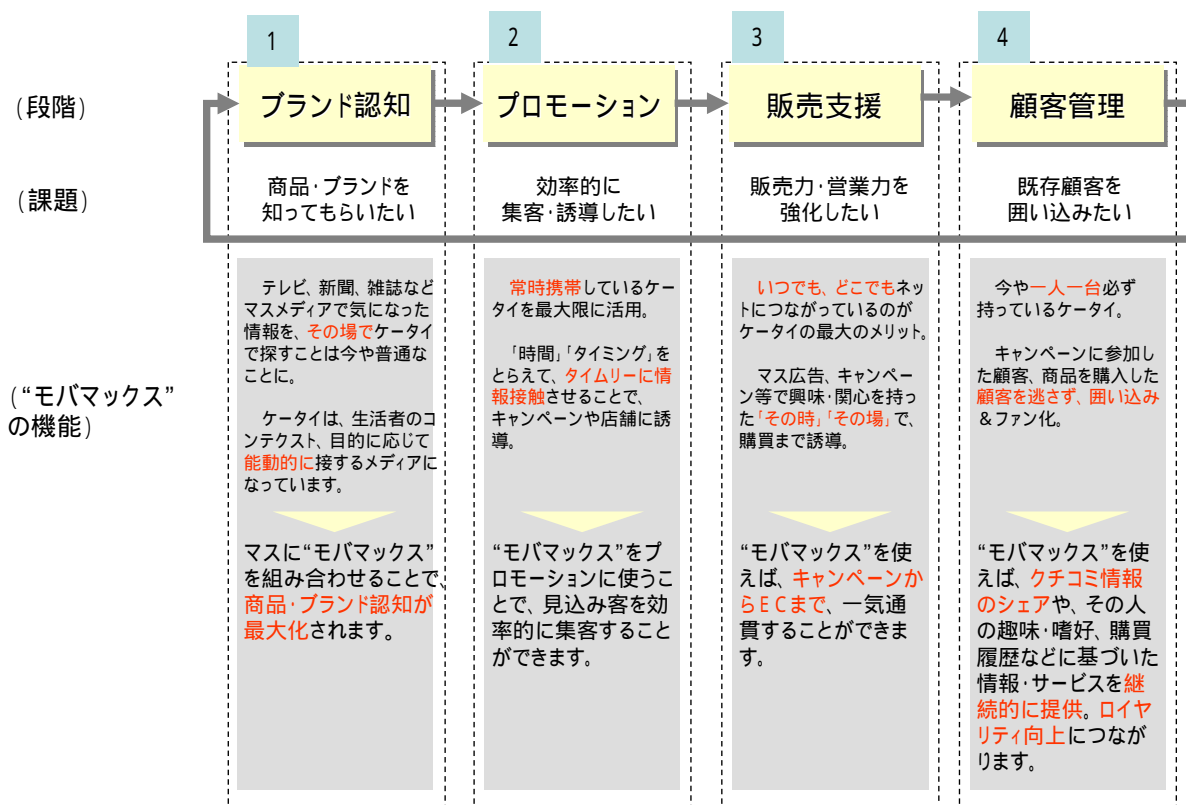 1
2
3
4
(段階)
ブランド認知
プロモーション
販売支援
顧客管理
(課題)
商品・ブランドを
知ってもらいたい
効率的に
集客・誘導したい
販売力・営業力を
強化したい
既存顧客を
囲い込みたい
(“モバマックス”
の機能)
テレビ、新聞、雑誌など
マスメディアで気になった
情報を、その場でケータイ
で探すことは今や普通な
ことに。
ケータイは、生活者のコ
ンテクスト、目的に応じて
能動的に接するメディアに
なっています。
マスに“モバマックス”
を組み合わせることで、
商品・ブランド認知が
最大化されます。
常時携帯しているケー
タイを最大限に活用。
「時間」「タイミング」を
とらえて、タイムリーに情
報接触させることで、
キャンペーンや店舗に誘
導。
“モバマックス”をプ
ロモーションに使うこ
とで、見込み客を効
率的に集客すること
ができます。
いつでも、どこでもネッ
トにつながっているのが
ケータイの最大のメリット。
マス広告、キャンペー
ン等で興味・関心を持っ
た「その時」「その場」で、
購買まで誘導。
“モバマックス”を使
えば、キャンペーンか
らECまで、一気通
貫することができま
す。
今や一人一台必ず
持っているケータイ。
キャンペーンに参加し
た顧客、商品を購入した
顧客を逃さず、囲い込み
＆ファン化。
“モバマックス”を使
えば、クチコミ情報
のシェアや、その人
の趣味・嗜好、購買
履歴などに基づいた
情報・サービスを継
続的に提供。ロイヤ
リティ向上につなが
ります。